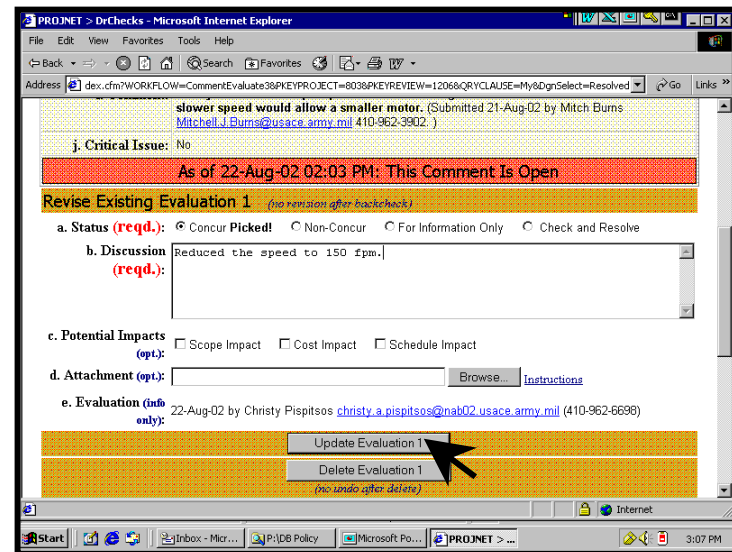 PROJNET > DrChecks - Microsoft Internet Explorer
File Edit View Favorites Tools Help
Back Search Favorites
Address dex.cfm?WORKFLOW=CommentEvaluate3&PKEYPROJECT=803&PKEYREVIEW=1206&QRYCLAUSE=My&DgnSelect=Resolved Go Links »
slower speed would allow a smaller motor. (Submitted 21-Aug-02 by Mitch Burns
Mitchell.J.Burns@usace.army.mil 410-962-3902. )
j. Critical Issue: No
As of 22-Aug-02 02:03 PM: This Comment Is Open
Revise Existing Evaluation 1 (no revision after backcheck)
a. Status (reqd.): Concur Picked! Non-Concur For Information Only Check and Resolve
b. Discussion Reduced the speed to 150 fpm.
(reqd.):
c. Potential Impacts
(opt.): Scope Impact Cost Impact Schedule Impact
d. Attachment (opt.): Browse... Instructions
e. Evaluation (info
only): 22-Aug-02 by Christy Pispitsos christy.a.pispitsos@nab02.usace.army.mil (410-962-6698)
Update Evaluation 1
Delete Evaluation 1
(no undo after delete)
Internet
Start Inbox - Micr... P:\DB Policy Microsoft Po... PROJNET > ... 3:07 PM